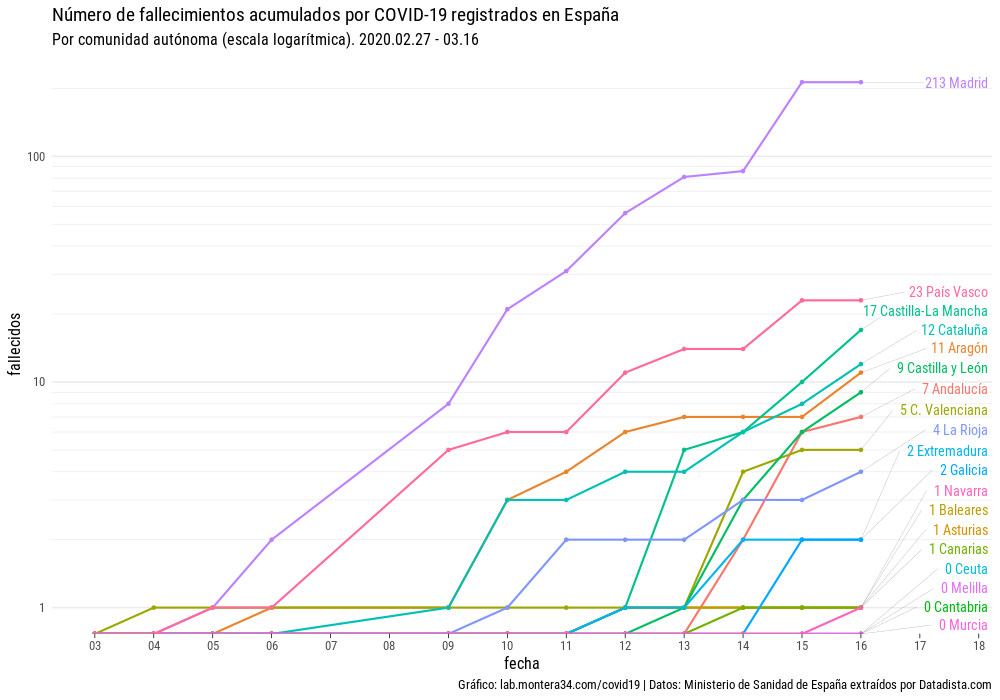 Número de fallecimientos acumulados por COVID-19 registrados en España
Por comunidad autónoma (escala logarítmica). 2020.02.27 - 03.16
213 Madrid
100
23 País Vasco
17 Castilla-La Mancha
12 Cataluña
11 Aragón
9 Castilla y León
10
7 Andalucía
5 C. Valenciana
4 La Rioja
2 Extremadura
2 Galicia
1 Navarra
1 Baleares
1 Asturias
1 Canarias
0 Ceuta
0 Melilla
1
0 Cantabria
0 Murcia
fallecidos
03 04 05 06 07 08 09 10 11 12 13 14 15 16 17 18
fecha
Gráfico: lab.montera34.com/covid19 | Datos: Ministerio de Sanidad de España extraídos por Datadista.com